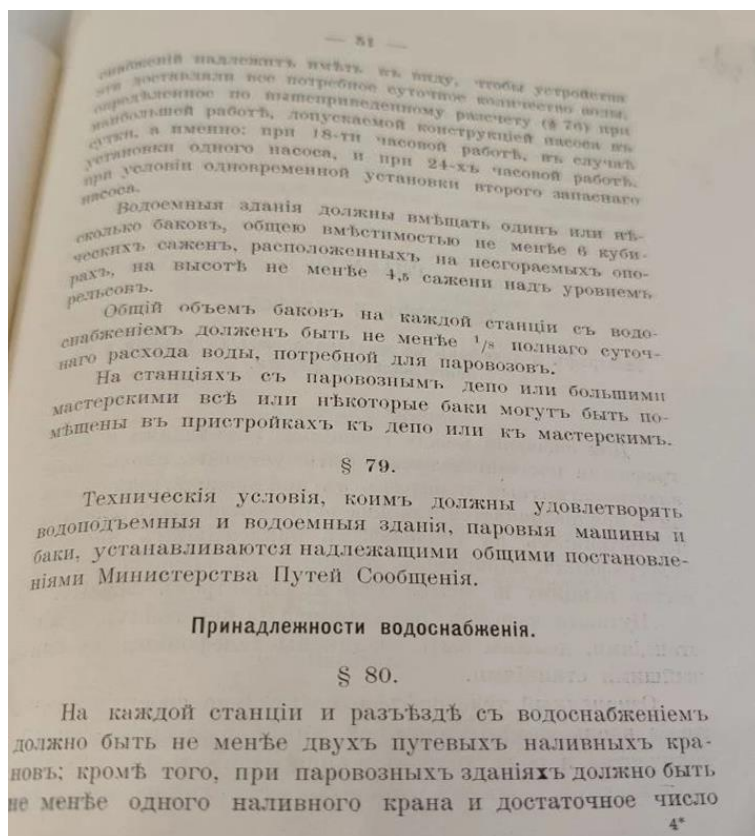 — 51 —
снабженій надлежитъ имѣть въ виду, чтобы устройства
эти доставляли все потребное суточное количество воды,
опредѣленное по вышеприведенному разсчету (§ 76) при
наибольшей работѣ, допускаемой конструкціей насоса въ
сутки, а именно: при 18-ти часовой работѣ, въ случаѣ
установки одного насоса, и при 24-хъ часовой работѣ,
при условіи одновременной установки второго запаснаго
насоса.
Водоемныя зданія должны вмѣщать одинъ или нѣ-
сколько баковъ, общею вмѣстимостью не менѣе 6 куби-
ческихъ саженъ, расположенныхъ на несгораемыхъ опо-
рахъ, на высотѣ не менѣе 4,5 сажени надъ уровнемъ
рельсовъ.
Общій объемъ баковъ на каждой станціи съ водо-
снабженіемъ долженъ быть не менѣе ¹/₈ полнаго суточ-
наго расхода воды, потребной для паровозовъ.
На станціяхъ съ паровознымъ депо или большими
мастерскими всѣ или нѣкоторые баки могутъ быть по-
мѣщены въ пристройкахъ къ депо или къ мастерскимъ.
§ 79.
Техническія условія, коимъ должны удовлетворять
водоподъемныя и водоемныя зданія, паровыя машины и
баки, устанавливаются надлежащими общими постановле-
ніями Министерства Путей Сообщенія.
Принадлежности водоснабженія.
§ 80.
На каждой станціи и разъѣздѣ съ водоснабженіемъ
должно быть не менѣе двухъ путевыхъ наливныхъ кра-
новъ; кромѣ того, при паровозныхъ зданіяхъ должно быть
не менѣе одного наливного крана и достаточное число
4*